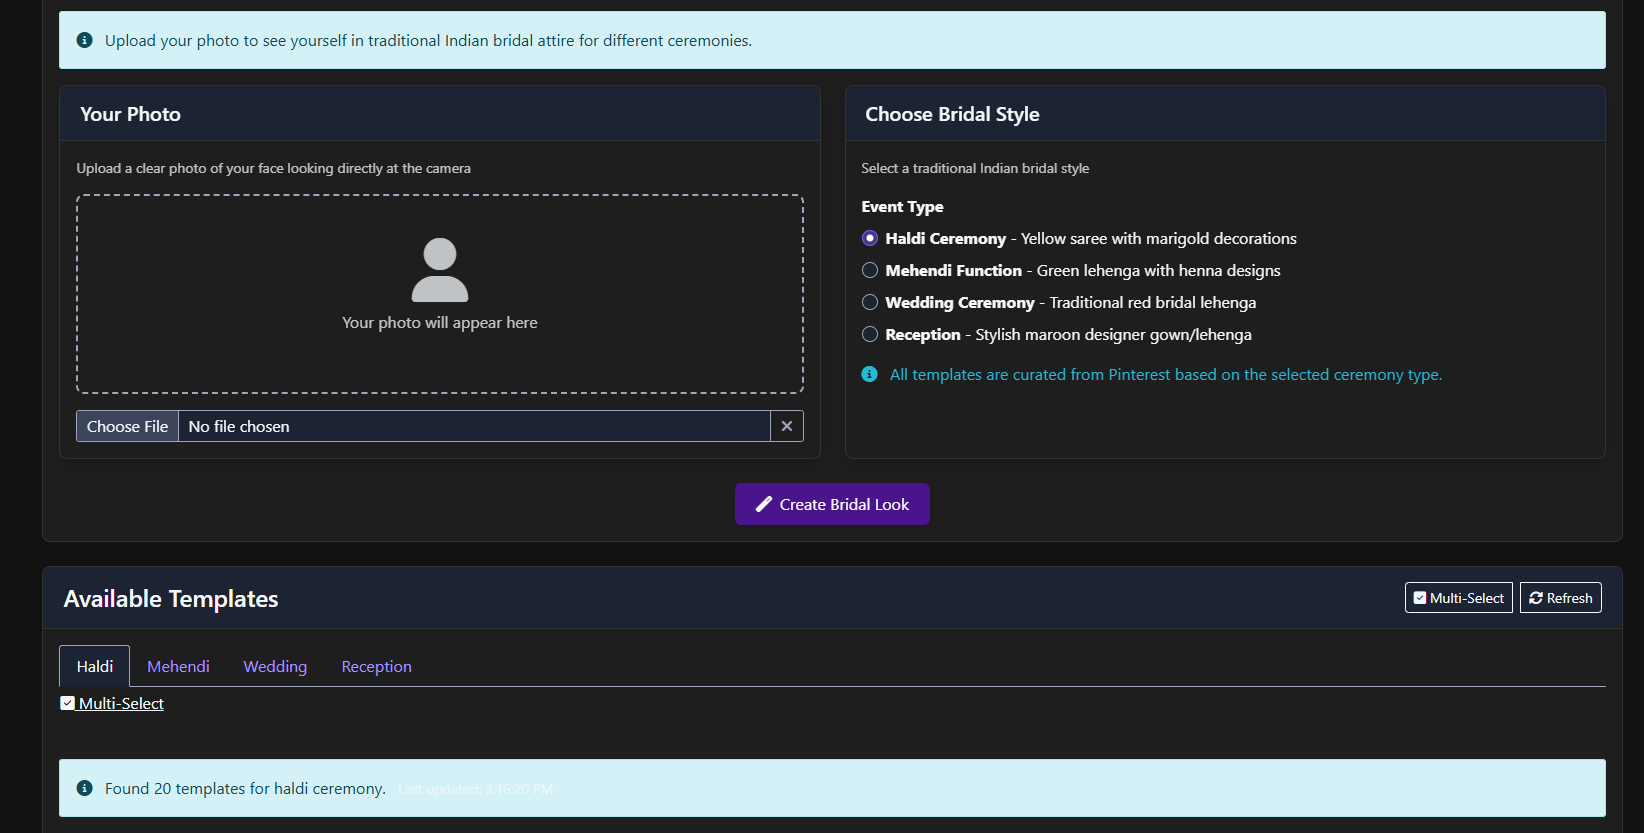 Upload your photo to see yourself in traditional Indian bridal attire for different ceremonies.
Your Photo
Upload a clear photo of your face looking directly at the camera
Your photo will appear here
Choose File No file chosen
Choose Bridal Style
Select a traditional Indian bridal style
Event Type
Haldi Ceremony - Yellow saree with marigold decorations
Mehendi Function - Green lehenga with henna designs
Wedding Ceremony - Traditional red bridal lehenga
Reception - Stylish maroon designer gown/lehenga
All templates are curated from Pinterest based on the selected ceremony type.
Create Bridal Look
Available Templates
Multi-Select Refresh
Haldi Mehendi Wedding Reception
Multi-Select
Found 20 templates for haldi ceremony. Last updated: 3:16:20 PM